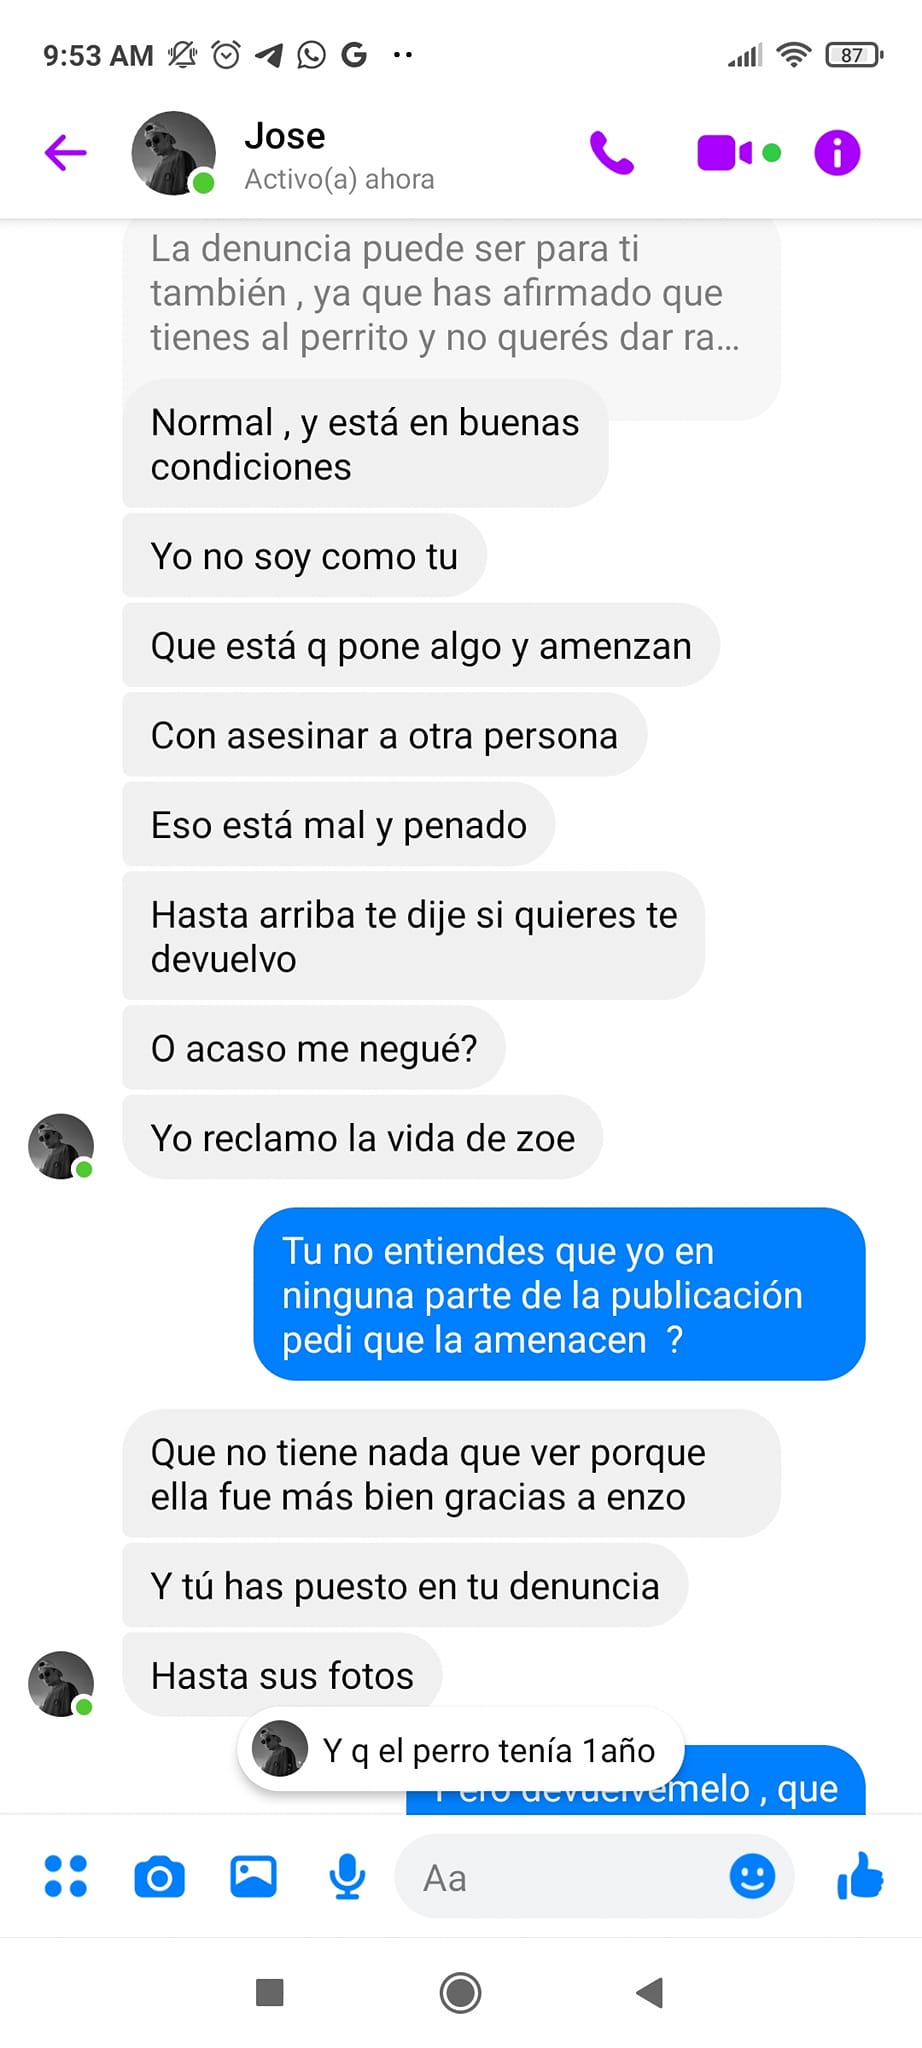 9:53 AM
87
Jose
Activo(a) ahora
La denuncia puede ser para ti
también , ya que has afirmado que
tienes al perrito y no querés dar ra...
Normal , y está en buenas
condiciones
Yo no soy como tu
Que está q pone algo y amenzan
Con asesinar a otra persona
Eso está mal y penado
Hasta arriba te dije si quieres te
devuelvo
O acaso me negué?
Yo reclamo la vida de zoe
Tu no entiendes que yo en
ninguna parte de la publicación
pedi que la amenacen ?
Que no tiene nada que ver porque
ella fue más bien gracias a enzo
Y tú has puesto en tu denuncia
Hasta sus fotos
Y q el perro tenía 1año
Pero devuelvemelo , que
Aa